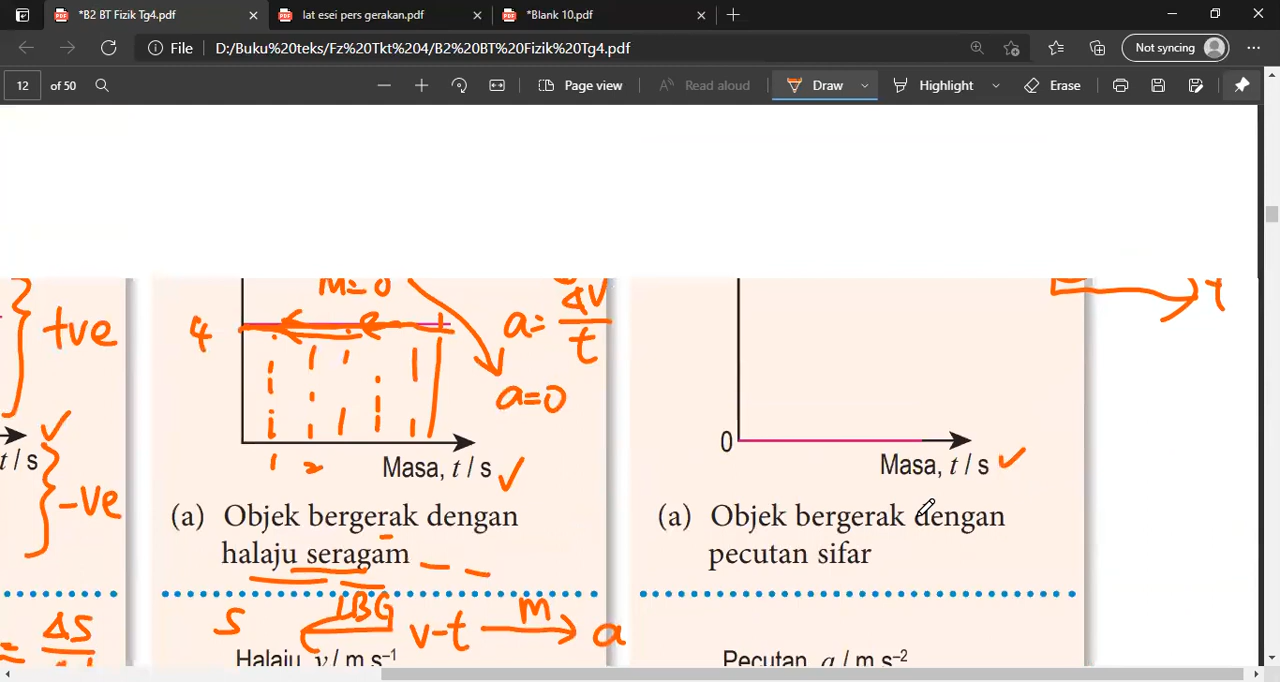 *B2 BT Fizik Tg4.pdf
lat esei pers gerakan.pdf
*Blank 10.pdf
File
D:/Buku%20teks/Fz%20Tkt%204/B2%20BT%20Fizik%20Tg4.pdf
Not syncing
12 of 50
Page view
Read aloud
Draw
Highlight
Erase
+ve
t / s
-ve
= ΔS
M=0
4
a= ΔV
t
a=0
1 2
Masa, t / s
(a) Objek bergerak dengan
halaju seragam
S LBG v-t M a
Halaju, v / m s⁻¹
0
Masa, t / s
(a) Objek bergerak dengan
pecutan sifar
Pecutan, a / m s⁻²